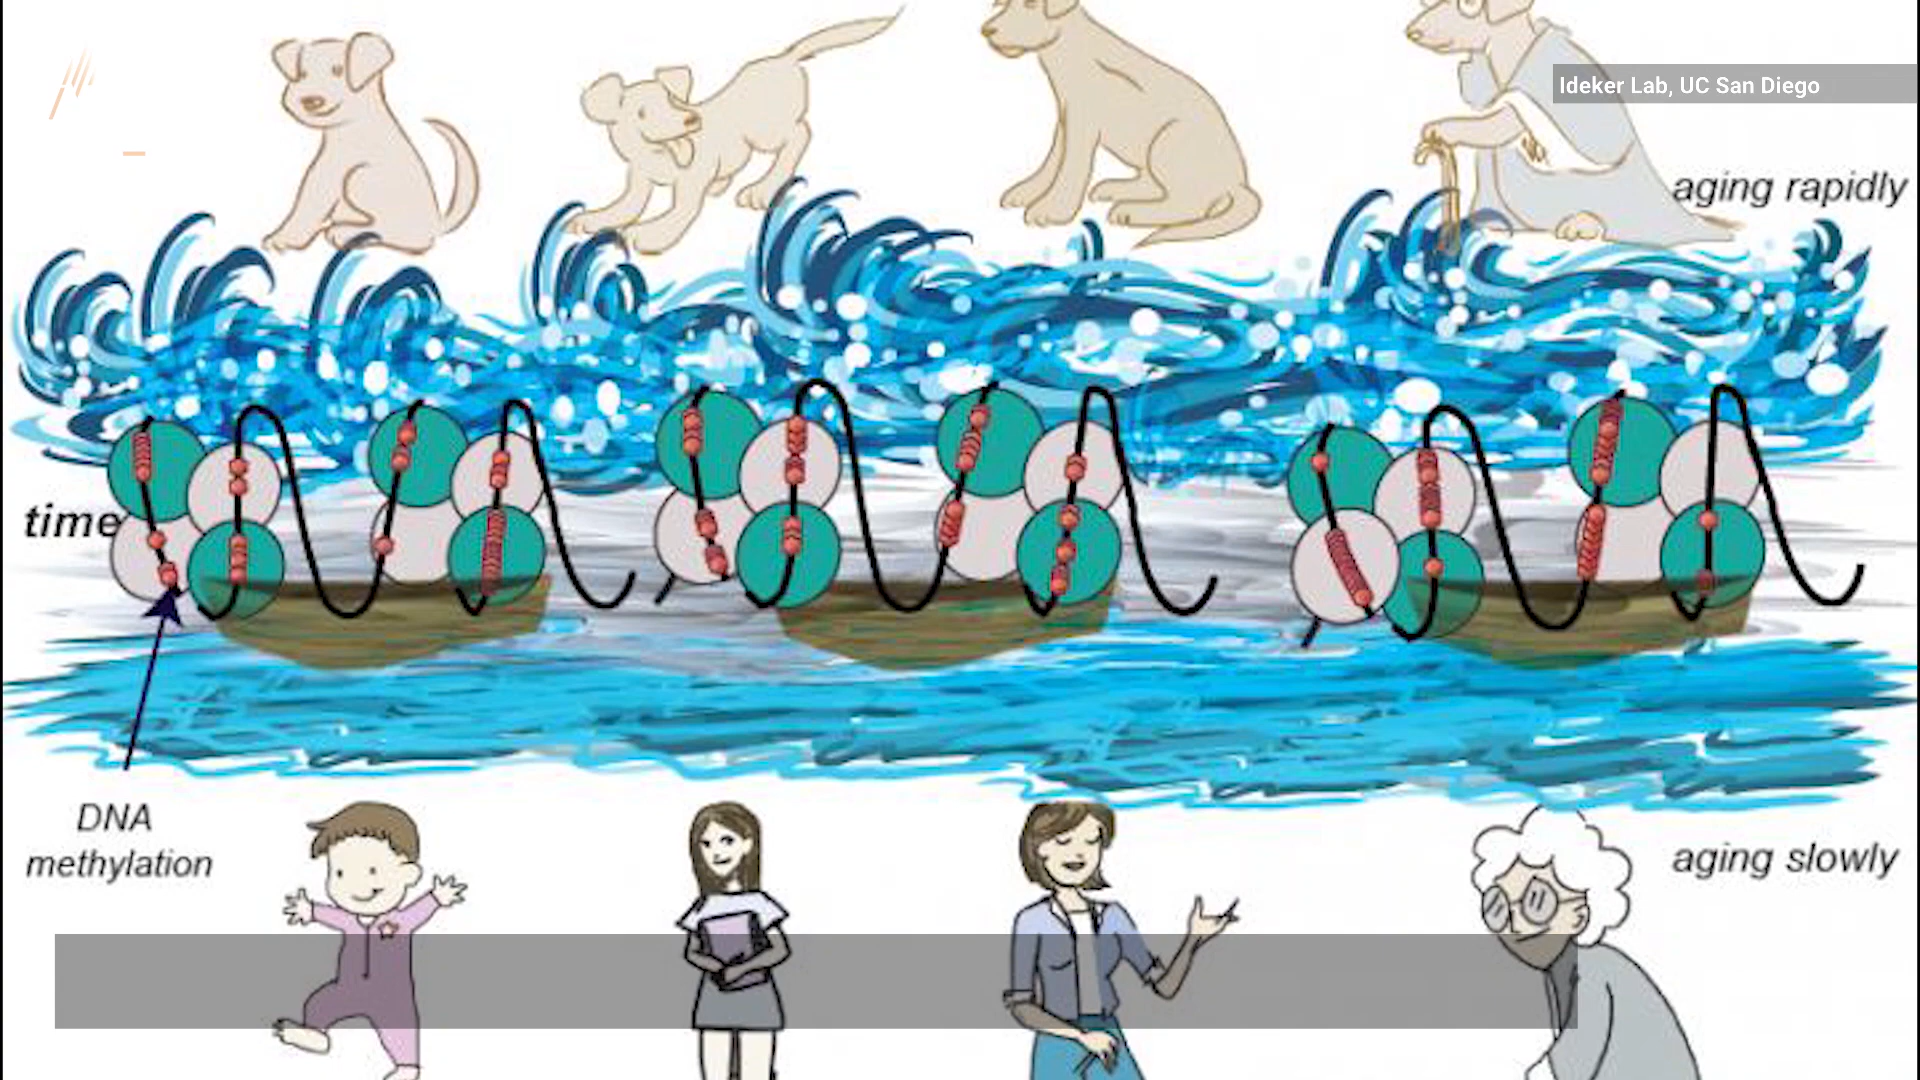 Ideker Lab, UC San Diego
aging rapidly
time
DNA
methylation
aging slowly